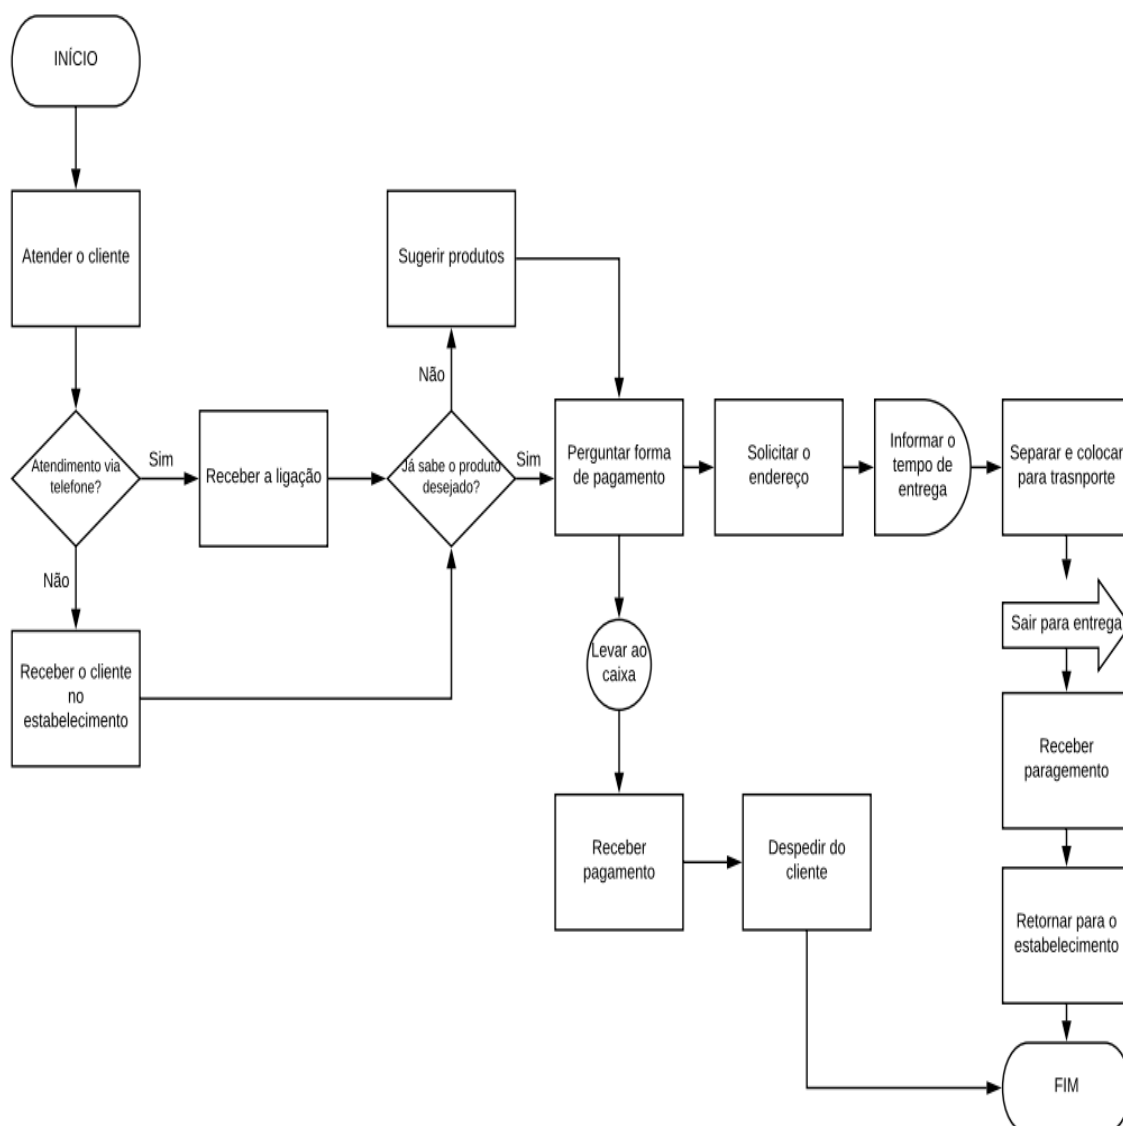 INÍCIO
Atender o cliente
Atendimento via
telefone?
Sim
Não
Receber o cliente
no
estabelecimento
Receber a ligação
Já sabe o produto
desejado?
Não
Sugerir produtos
Sim
Perguntar forma
de pagamento
Levar ao
caixa
Receber
pagamento
Despedir do
cliente
Solicitar o
endereço
Informar o
tempo de
entrega
Separar e colocar
para trasnporte
Sair para entrega
Receber
paragemento
Retornar para o
estabelecimento
FIM